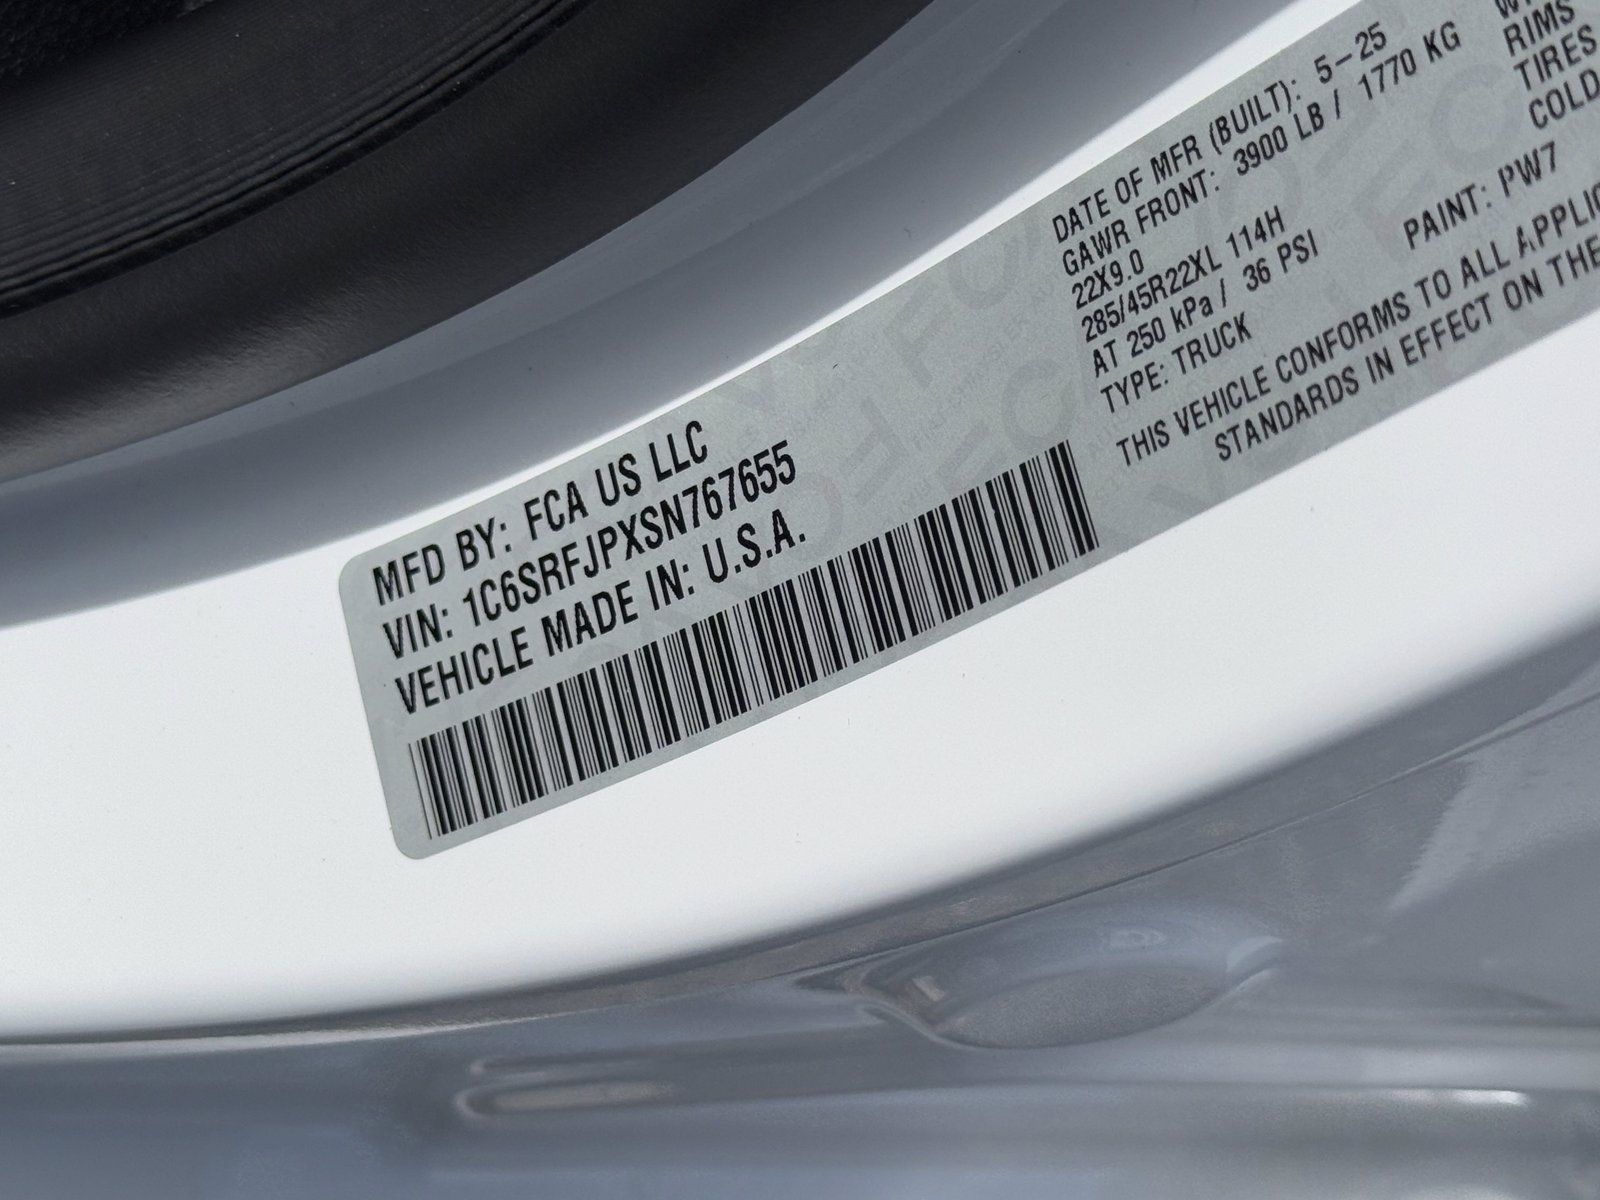 MFD BY: FCA US LLC
VIN: 1C6SRFJPXSN767655
VEHICLE MADE IN: U.S.A.
DATE OF MFR (BUILT): 5-25
GAWR FRONT: 3900 LB / 1770 KG
22X9.0
285/45R22XL 114H
AT 250 kPa / 36 PSI
TYPE: TRUCK
RIMS
TIRES
COLD
PAINT: PW7
THIS VEHICLE CONFORMS TO ALL APPLIC
STANDARDS IN EFFECT ON THE